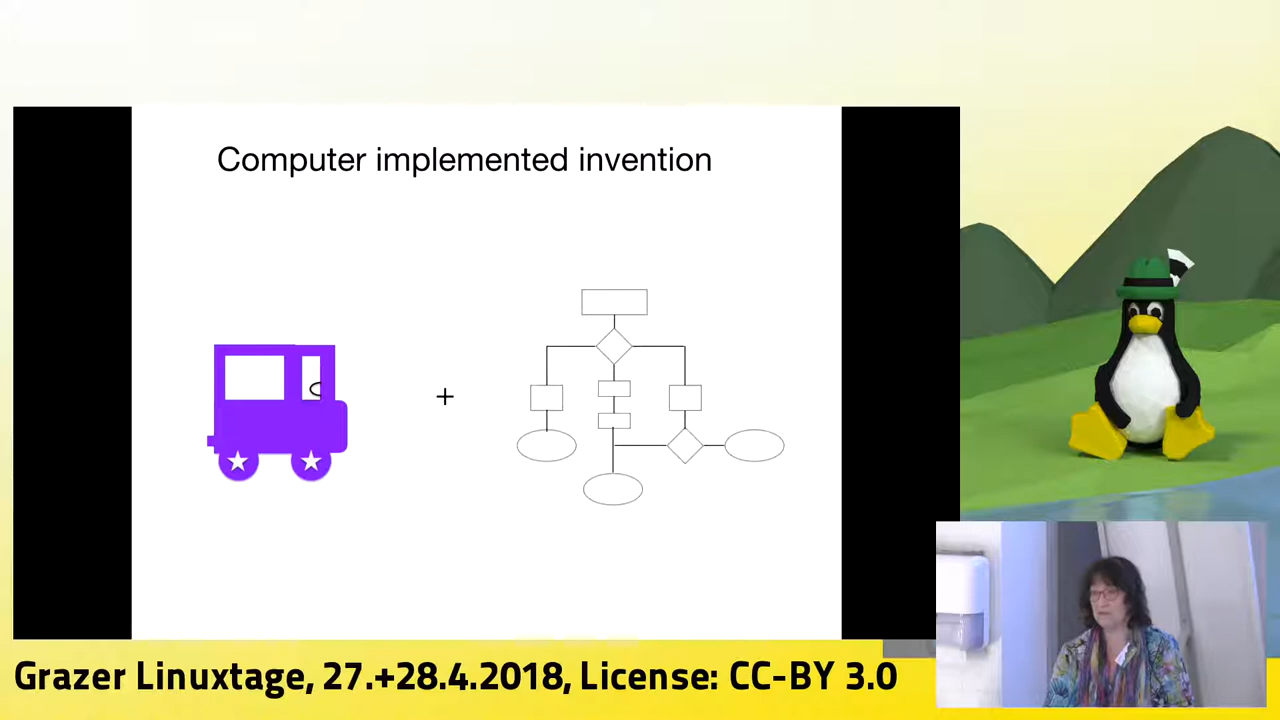 Computer implemented invention
+
Grazer Linuxtage, 27.+28.4.2018, License: CC-BY 3.0